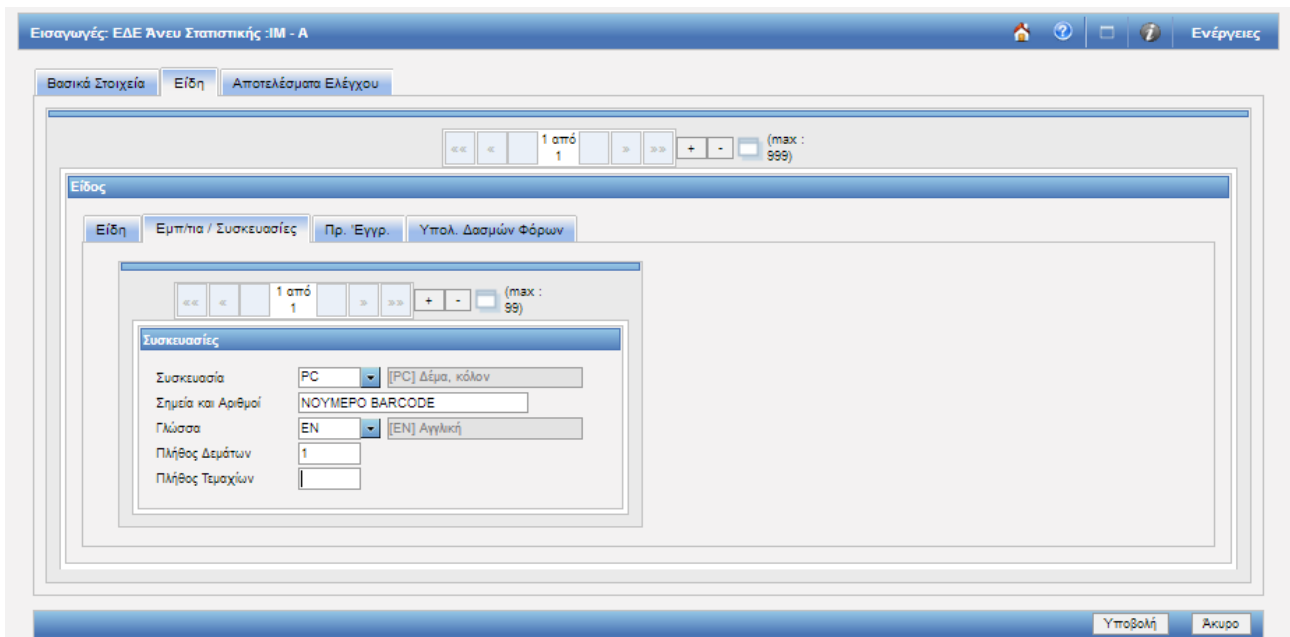 Εισαγωγές: ΕΔΕ Άνευ Στατιστικής :IM - A
Ενέργειες
Βασικά Στοιχεία Είδη Αποτελέσματα Ελέγχου
«« « 1 από 1 » »» + - (max : 999)
Είδος
Είδη Εμπ/τια / Συσκευασίες Πρ. Έγγρ. Υπολ. Δασμών Φόρων
«« « 1 από 1 » »» + - (max : 99)
Συσκευασίες
Συσκευασία PC [PC] Δέμα, κόλον
Σημεία και Αριθμοί ΝΟΥΜΕΡΟ BARCODE
Γλώσσα EN [EN] Αγγλική
Πλήθος Δεμάτων 1
Πλήθος Τεμαχίων
Υποβολή Άκυρο